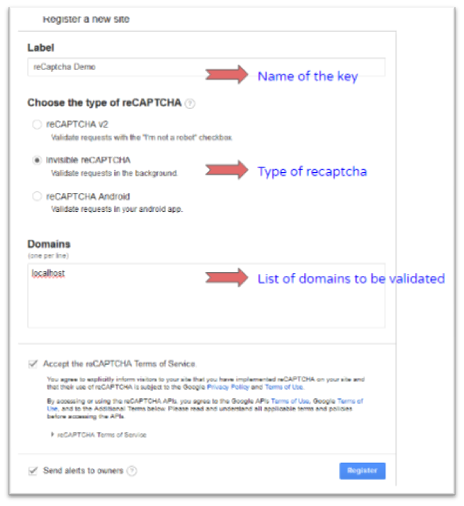 Register a new site
Label
reCaptcha Demo
Name of the key
Choose the type of reCAPTCHA ?
reCAPTCHA v2
Validate requests with the "I'm not a robot" checkbox.
Invisible reCAPTCHA
Validate requests in the background.
Type of recaptcha
reCAPTCHA Android
Validate requests in your android app.
Domains
(one per line)
localhost
List of domains to be validated
Accept the reCAPTCHA Terms of Service.
You agree to explicitly inform visitors to your site that you have implemented reCAPTCHA on your site and
that their use of reCAPTCHA is subject to the Google Privacy Policy and Terms of Use.
By accessing or using the reCAPTCHA APIs, you agree to the Google APIs Terms of Use, Google Terms of
Use, and to the Additional Terms below. Please read and understand all applicable terms and policies
before accessing the APIs.
reCAPTCHA Terms of Service
Send alerts to owners ?
Register